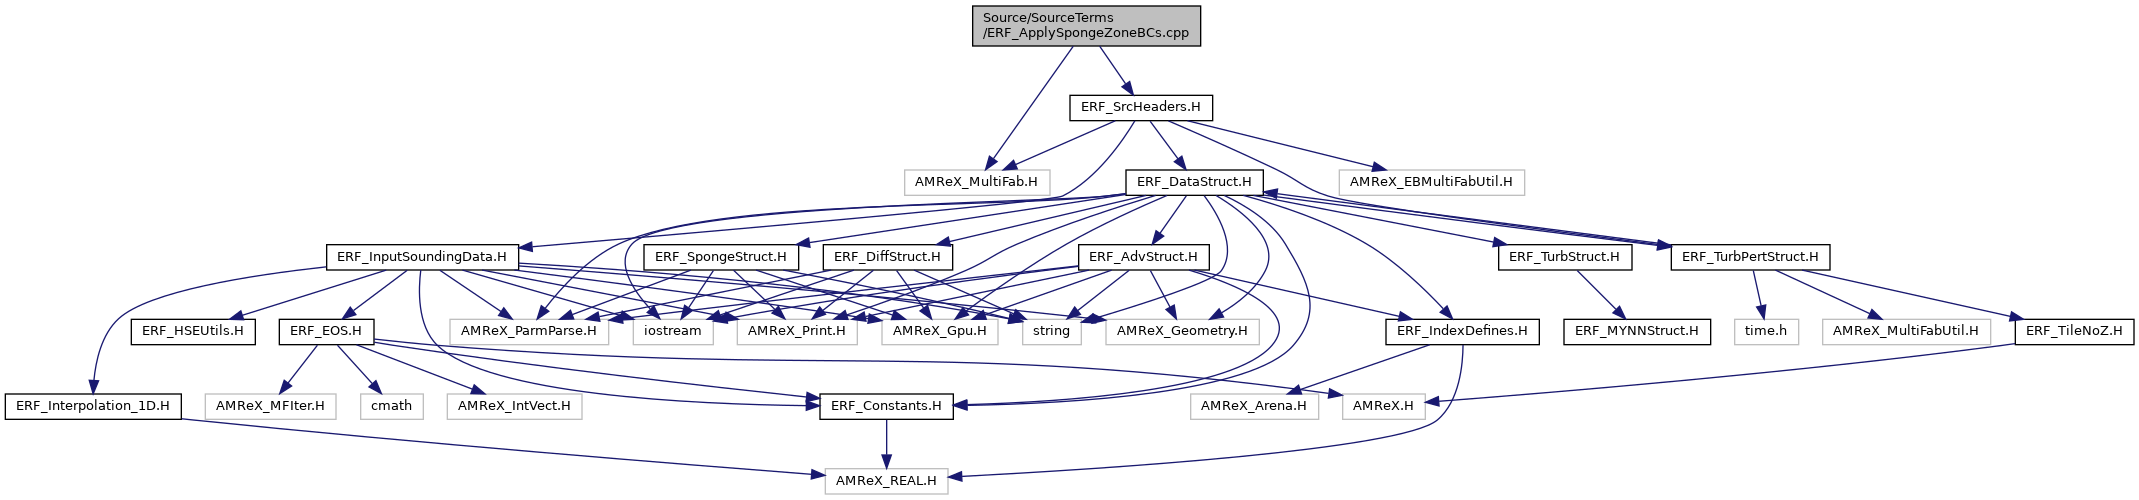 Source/SourceTerms
/ERF_ApplySpongeZoneBCs.cpp
ERF_SrcHeaders.H
AMReX_MultiFab.H
ERF_DataStruct.H
AMReX_EBMultiFabUtil.H
ERF_InputSoundingData.H
ERF_SpongeStruct.H
ERF_DiffStruct.H
ERF_AdvStruct.H
ERF_TurbStruct.H
ERF_TurbPertStruct.H
ERF_HSEUtils.H
ERF_EOS.H
AMReX_ParmParse.H
iostream
AMReX_Print.H
AMReX_Gpu.H
string
AMReX_Geometry.H
ERF_IndexDefines.H
ERF_MYNNStruct.H
time.h
AMReX_MultiFabUtil.H
ERF_TileNoZ.H
ERF_Interpolation_1D.H
AMReX_MFIter.H
cmath
AMReX_IntVect.H
ERF_Constants.H
AMReX_Arena.H
AMReX.H
AMReX_REAL.H